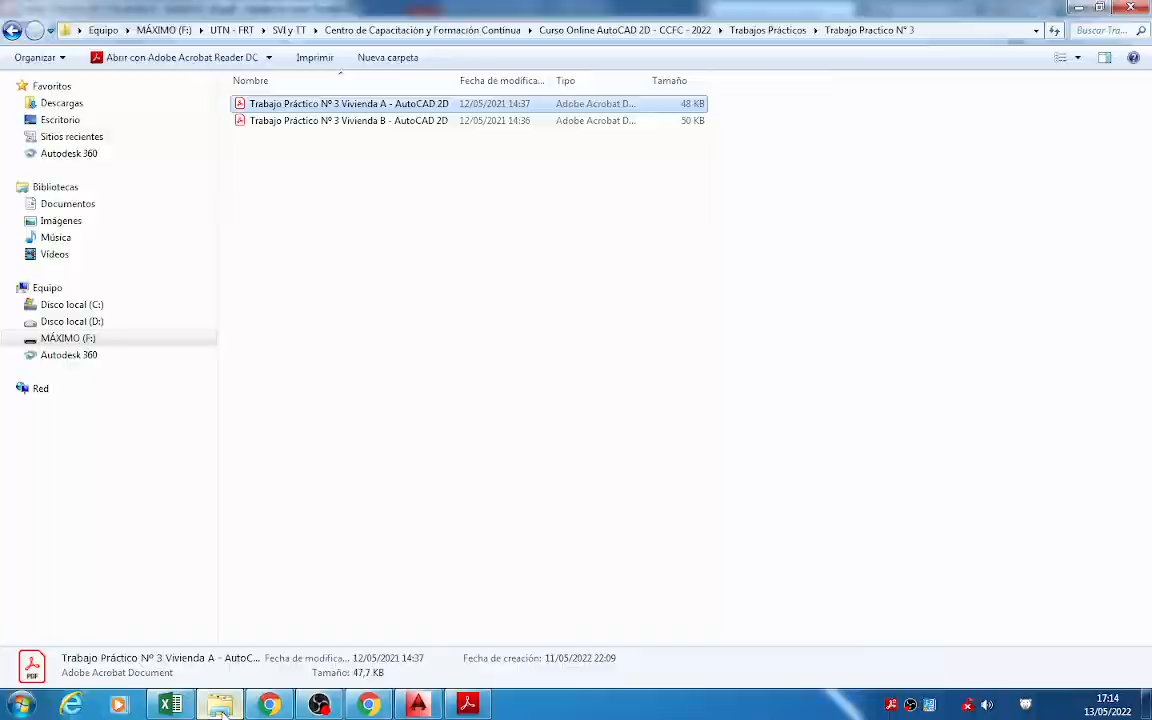 Equipo MÁXIMO (F:) UTN - FRT SVI y TT Centro de Capacitación y Formación Continua Curso Online AutoCAD 2D - CCFC - 2022 Trabajos Prácticos Trabajo Practico N° 3 Buscar Tra...
Organizar Abrir con Adobe Acrobat Reader DC Imprimir Nueva carpeta
Nombre Fecha de modifica... Tipo Tamaño
Trabajo Práctico Nº 3 Vivienda A - AutoCAD 2D 12/05/2021 14:37 Adobe Acrobat D... 48 KB
Trabajo Práctico Nº 3 Vivienda B - AutoCAD 2D 12/05/2021 14:36 Adobe Acrobat D... 50 KB
Favoritos
Descargas
Escritorio
Sitios recientes
Autodesk 360
Bibliotecas
Documentos
Imágenes
Música
Vídeos
Equipo
Disco local (C:)
Disco local (D:)
MÁXIMO (F:)
Autodesk 360
Red
Trabajo Práctico Nº 3 Vivienda A - AutoC... Fecha de modifica... 12/05/2021 14:37 Fecha de creación: 11/05/2022 22:09
Adobe Acrobat Document Tamaño: 47,7 KB
PDF
17:14
13/05/2022